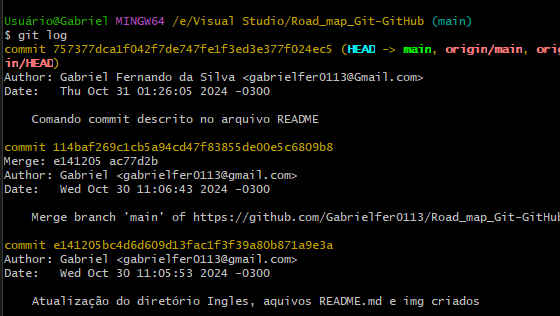 Usuário@Gabriel MINGW64 /e/Visual Studio/Road_map_Git-GitHub (main)
$ git log
commit 757377dca1f042f7de747fe1f3ed3e377f024ec5 (HEAD -> main, origin/main, orig
in/HEAD)
Author: Gabriel Fernando da Silva <gabrielfer0113@Gmail.com>
Date:   Thu Oct 31 01:26:05 2024 -0300
Comando commit descrito no arquivo README
commit 114baf269c1cb5a94cd47f83855de00e5c6809b8
Merge: e141205 ac77d2b
Author: Gabriel <gabrielfer0113@gmail.com>
Date:   Wed Oct 30 11:06:43 2024 -0300
Merge branch 'main' of https://github.com/Gabrielfer0113/Road_map_Git-GitHub
commit e141205bc4d6d609d13fac1f3f39a80b871a9e3a
Author: Gabriel <gabrielfer0113@gmail.com>
Date:   Wed Oct 30 11:05:53 2024 -0300
Atualização do diretório Ingles, aquivos README.md e img criados